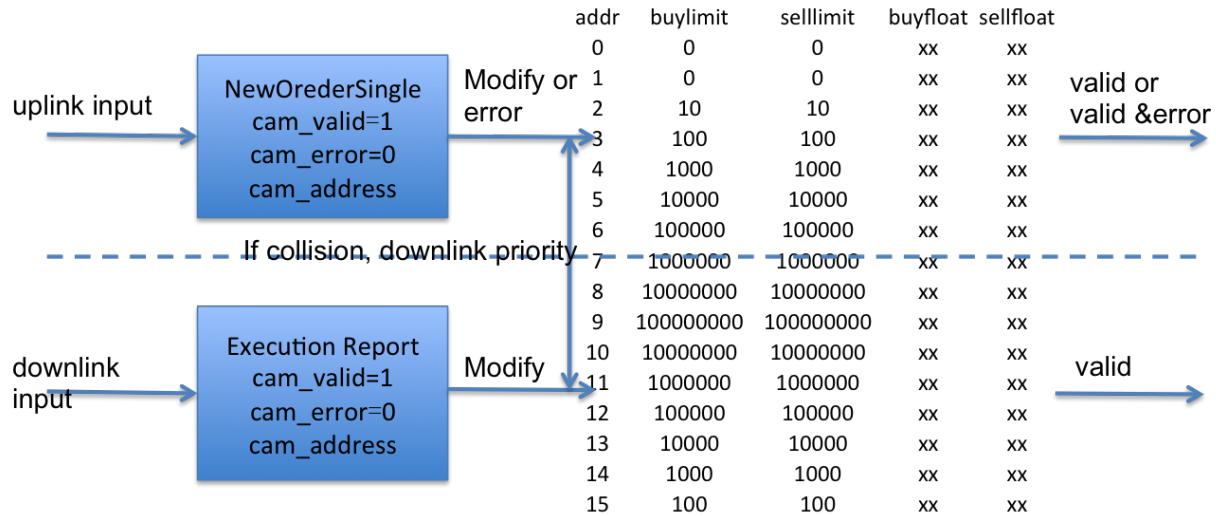 uplink input
NewOrederSingle
cam_valid=1
cam_error=0
cam_address
Modify or
error
If collision, downlink priority
downlink
input
Execution Report
cam_valid=1
cam_error=0
cam_address
Modify
addr buylimit selllimit buyfloat sellfloat
0 0 0 xx xx
1 0 0 xx xx
2 10 10 xx xx
3 100 100 xx xx
4 1000 1000 xx xx
5 10000 10000 xx xx
6 100000 100000 xx xx
7 1000000 1000000 xx xx
8 10000000 10000000 xx xx
9 100000000 100000000 xx xx
10 10000000 10000000 xx xx
11 1000000 1000000 xx xx
12 100000 100000 xx xx
13 10000 10000 xx xx
14 1000 1000 xx xx
15 100 100 xx xx
valid or
valid &error
valid